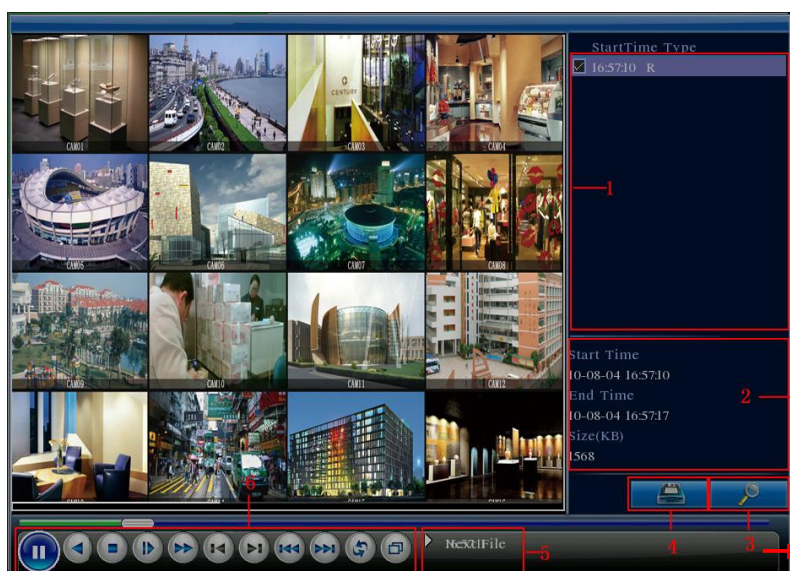 StartTime Type
16:57:10 R
CENTURY
CAM01 CAM02 CAM03 CAM04
CAM05 CAM06 CAM07 CAM08
CAM09 CAM10 CAM11 CAM12
1
Start Time
10-08-04 16:57:10
2
End Time
10-08-04 16:57:17
Size(KB)
1568
6
4
3
5